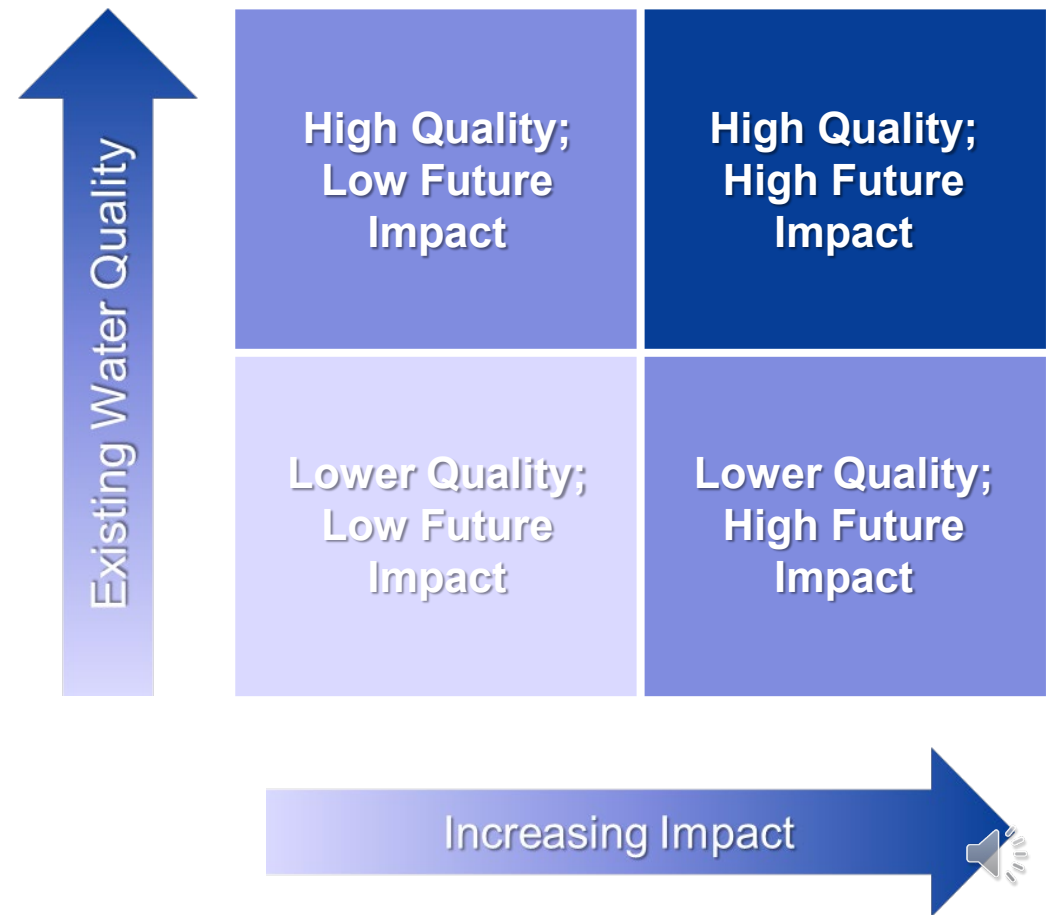 Existing Water Quality
High Quality;
Low Future
Impact
High Quality;
High Future
Impact
Lower Quality;
Low Future
Impact
Lower Quality;
High Future
Impact
Increasing Impact